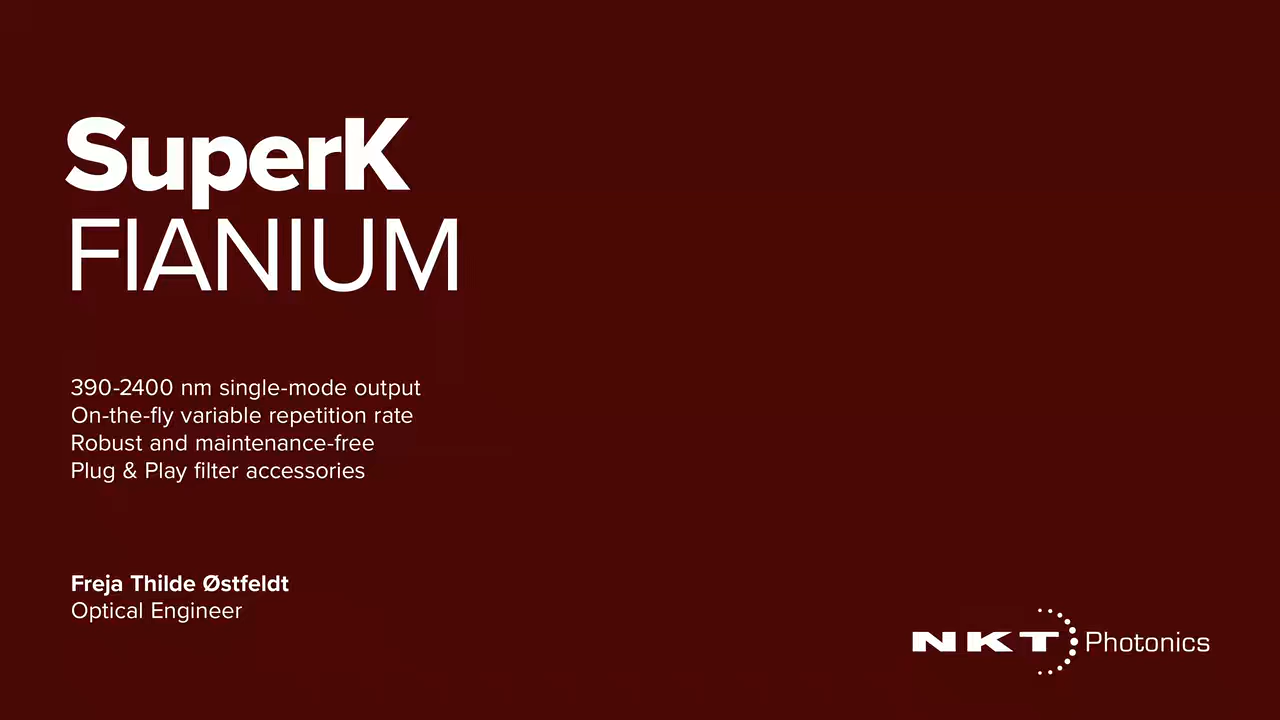 SuperK
FIANIUM
390-2400 nm single-mode output
On-the-fly variable repetition rate
Robust and maintenance-free
Plug & Play filter accessories
Freja Thilde Østfeldt
Optical Engineer
NKT Photonics